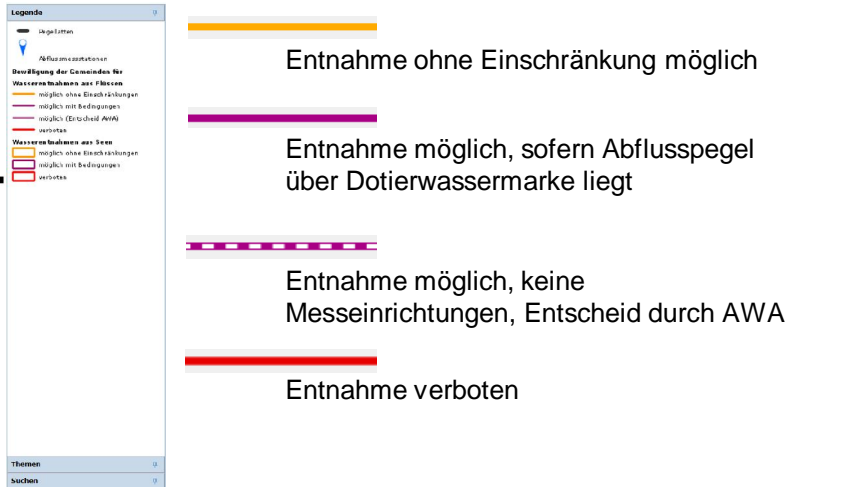 Legende
Pegellatten
Abflussmessstationen
Bewilligung der Gemeinden für
Wasserentnahmen aus Flüssen
möglich ohne Einschränkungen
möglich mit Bedingungen
möglich (Entscheid AWA)
verboten
Wasserentnahmen aus Seen
möglich ohne Einschränkungen
möglich mit Bedingungen
verboten
Themen
Suchen
Entnahme ohne Einschränkung möglich
Entnahme möglich, sofern Abflusspegel
über Dotierwassermarke liegt
Entnahme möglich, keine
Messeinrichtungen, Entscheid durch AWA
Entnahme verboten